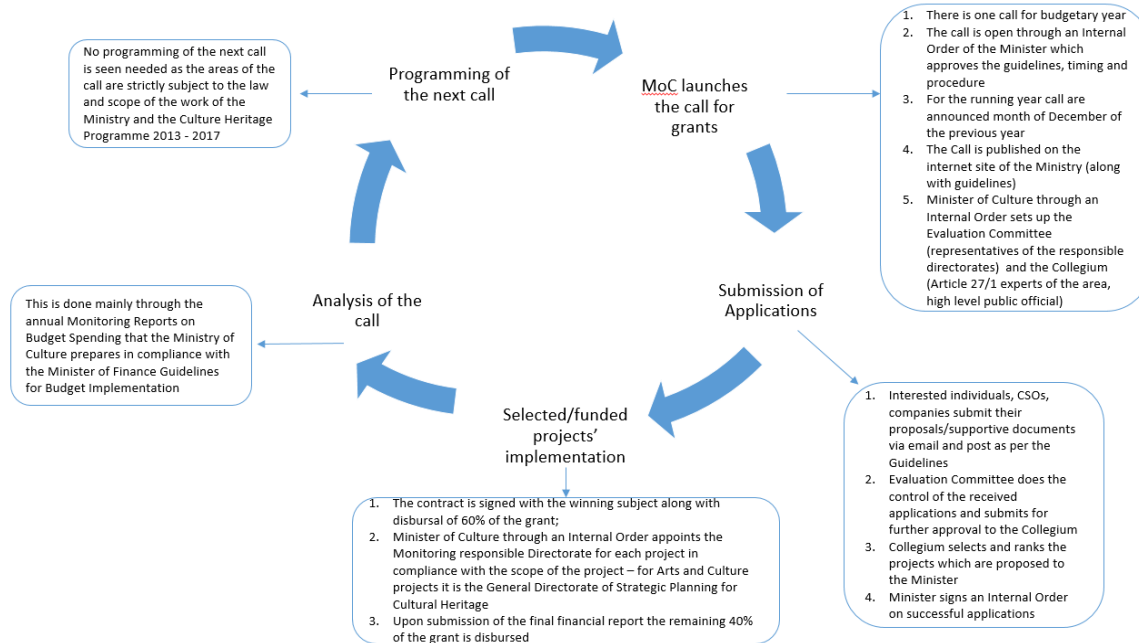 Programming of
the next call
No programming of the next call
is seen needed as the areas of the
call are strictly subject to the law
and scope of the work of the
Ministry and the Culture Heritage
Programme 2013 - 2017
MoC launches
the call for
grants
1. There is one call for budgetary year
2. The call is open through an Internal
Order of the Minister which
approves the guidelines, timing and
procedure
3. For the running year call are
announced month of December of
the previous year
4. The Call is published on the
internet site of the Ministry (along
with guidelines)
5. Minister of Culture through an
Internal Order sets up the
Evaluation Committee
(representatives of the responsible
directorates) and the Collegium
(Article 27/1 experts of the area,
high level public official)
Submission of
Applications
1. Interested individuals, CSOs,
companies submit their
proposals/supportive documents
via email and post as per the
Guidelines
2. Evaluation Committee does the
control of the received
applications and submits for
further approval to the Collegium
3. Collegium selects and ranks the
projects which are proposed to
the Minister
4. Minister signs an Internal Order
on successful applications
Selected/funded
projects’
implementation
1. The contract is signed with the winning subject along with
disbursal of 60% of the grant;
2. Minister of Culture through an Internal Order appoints the
Monitoring responsible Directorate for each project in
compliance with the scope of the project – for Arts and Culture
projects it is the General Directorate of Strategic Planning for
Cultural Heritage
3. Upon submission of the final financial report the remaining 40%
of the grant is disbursed
Analysis of the
call
This is done mainly through the
annual Monitoring Reports on
Budget Spending that the Ministry of
Culture prepares in compliance with
the Minister of Finance Guidelines
for Budget Implementation